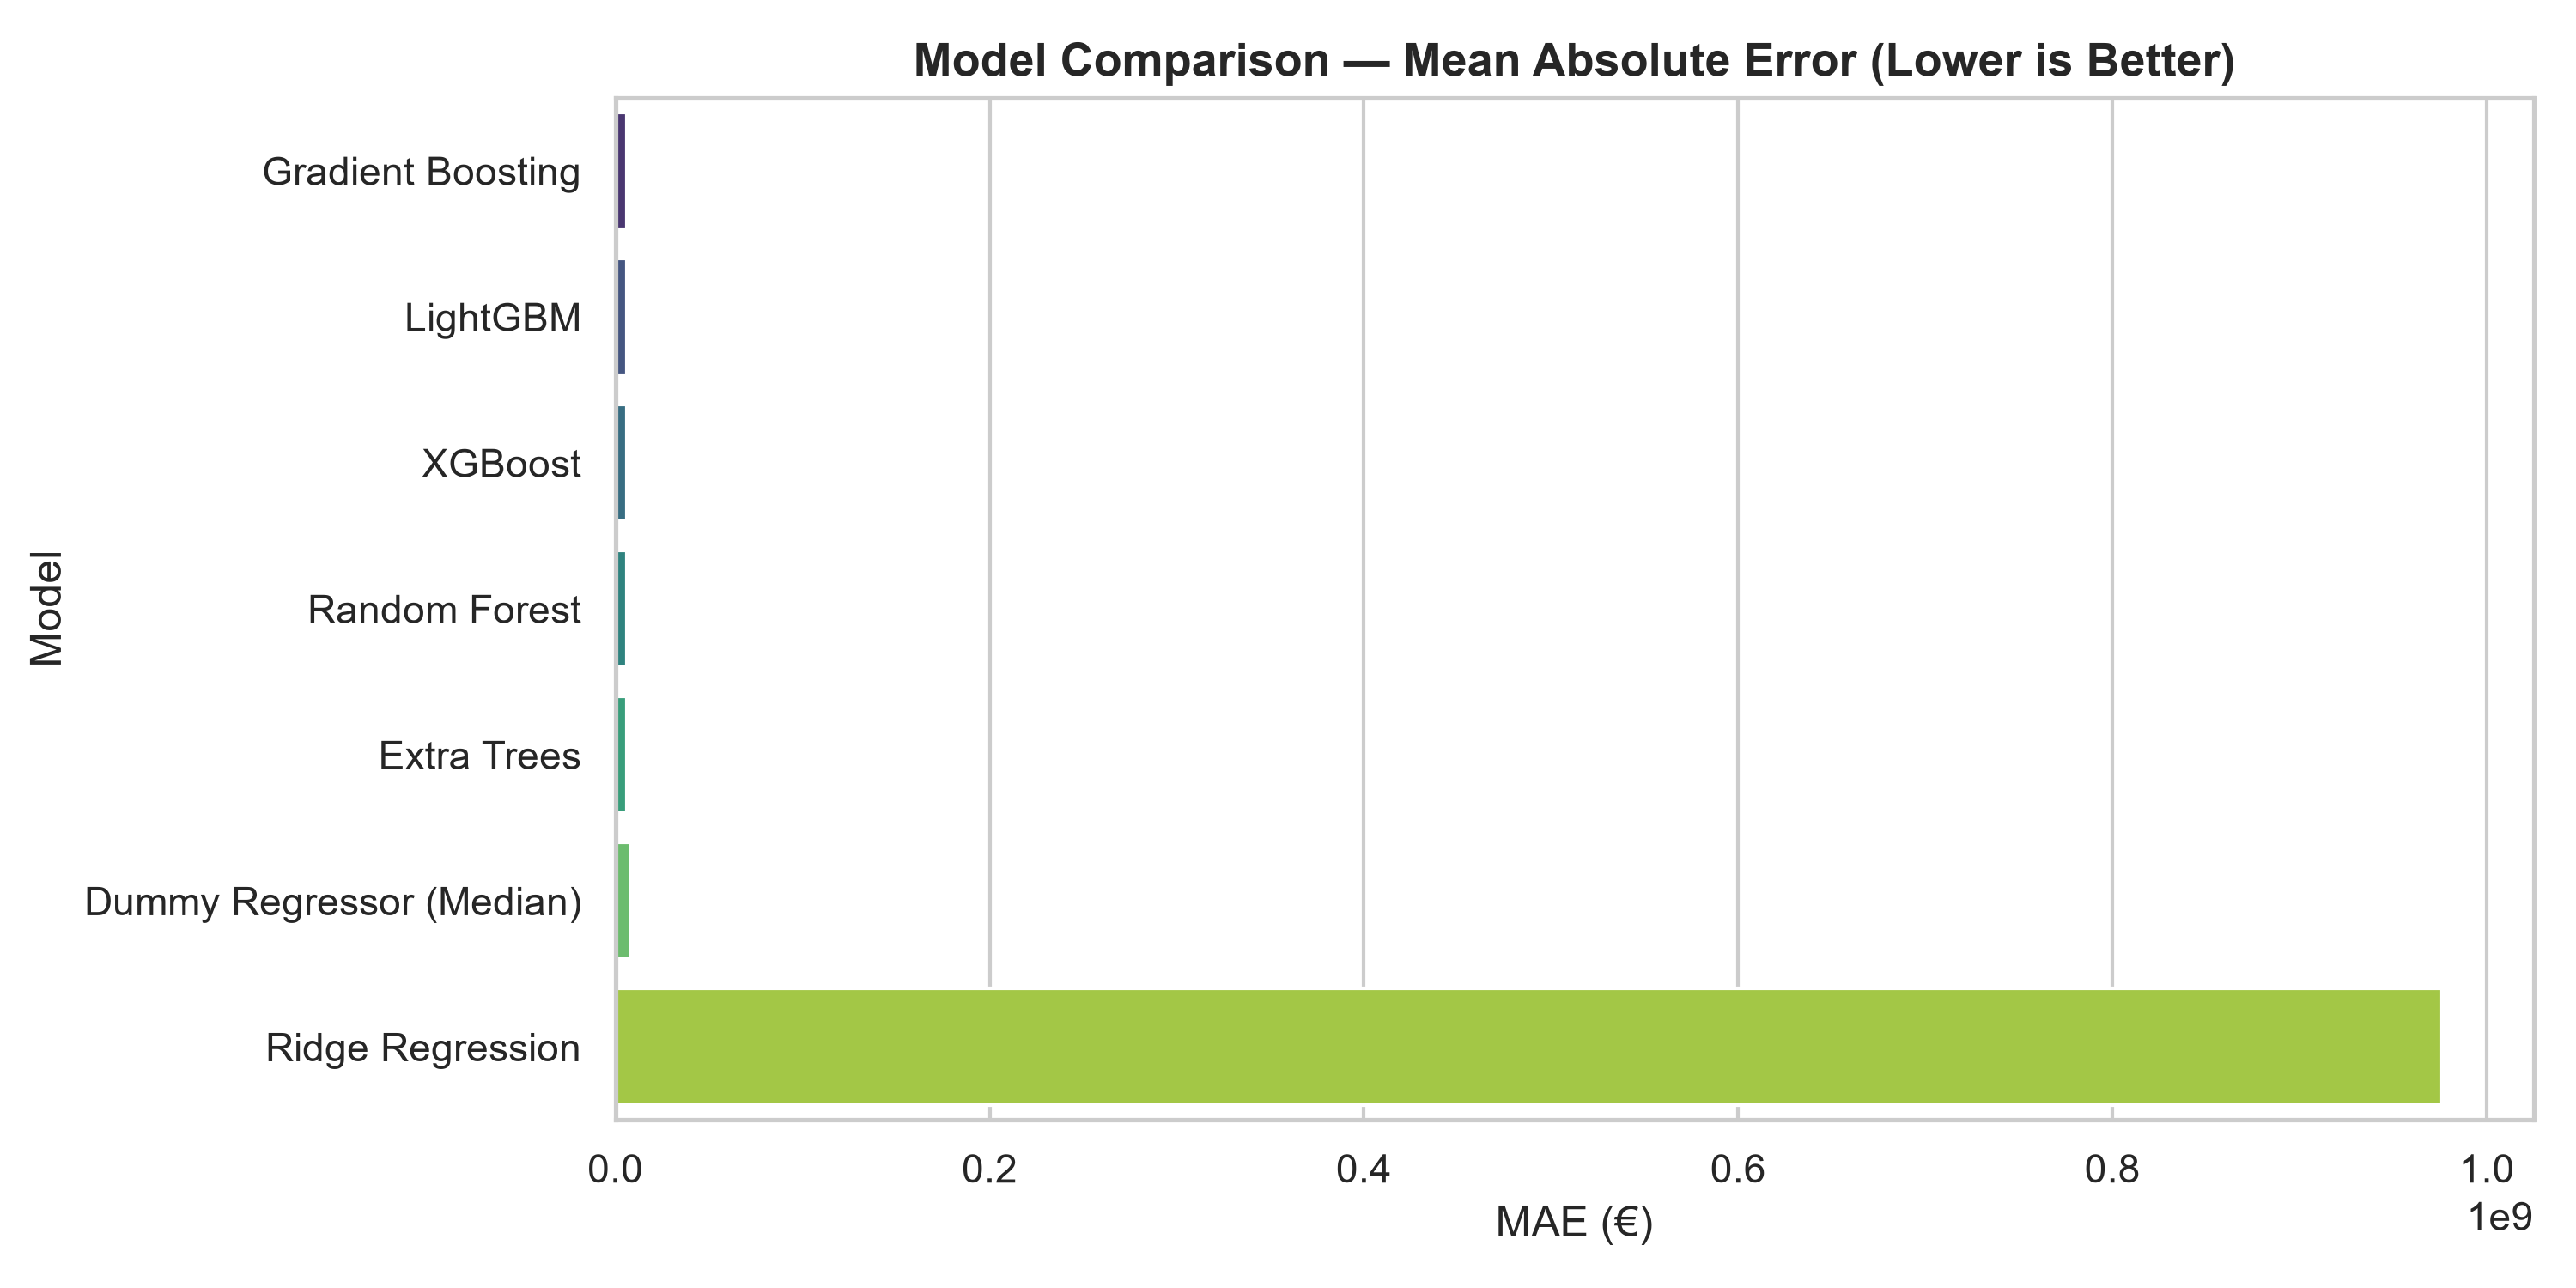 Model Comparison — Mean Absolute Error (Lower is Better)
Model
Gradient Boosting
LightGBM
XGBoost
Random Forest
Extra Trees
Dummy Regressor (Median)
Ridge Regression
0.0 0.2 0.4 0.6 0.8 1.0
1e9
MAE (€)